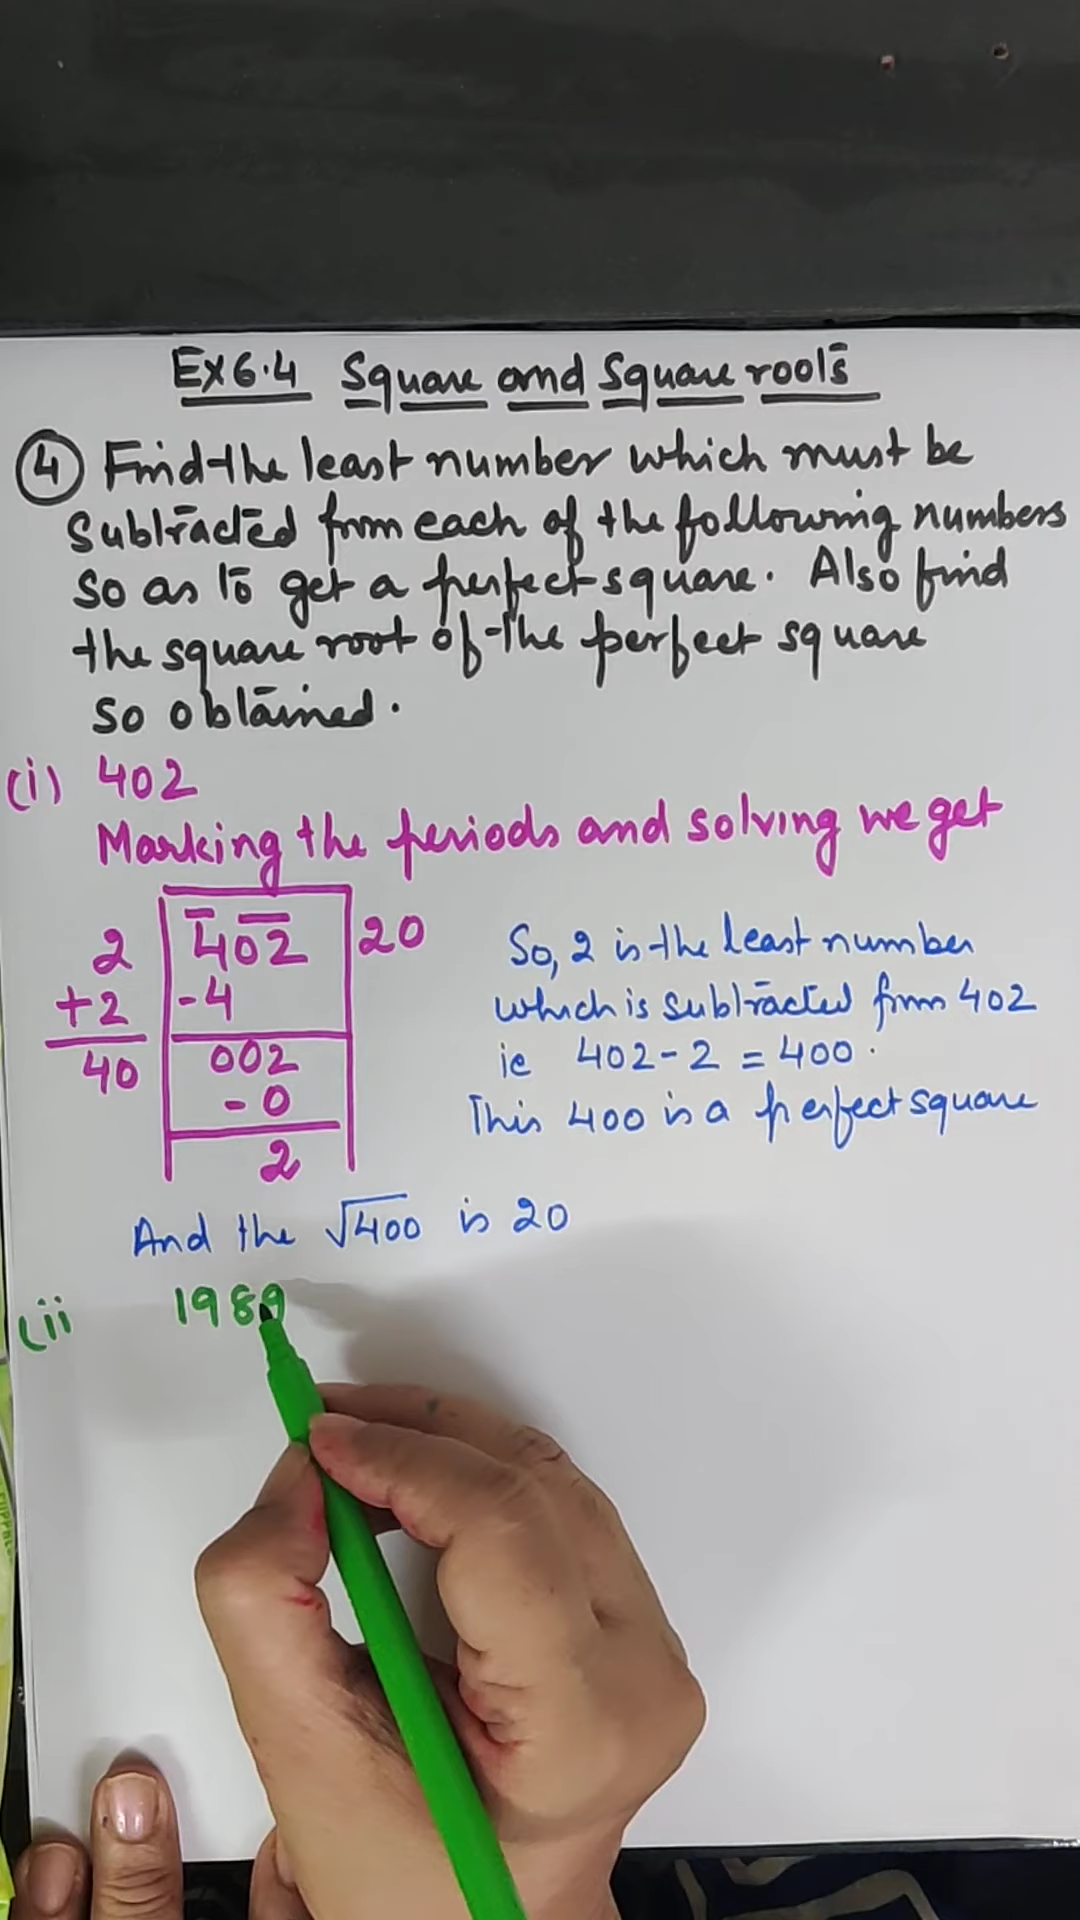 Ex 6.4 Square and Square roots
④ Find the least number which must be
Subtracted from each of the following numbers
so as to get a perfect square. Also find
the square root of the perfect square
so obtained.
(i) 402
Marking the periods and solving we get
2 402 20
+2 -4
40 002
-0
2
So, 2 is the least number
which is subtracted from 402
ie 402-2 = 400.
This 400 is a perfect square
And the √400 is 20
(ii 1989